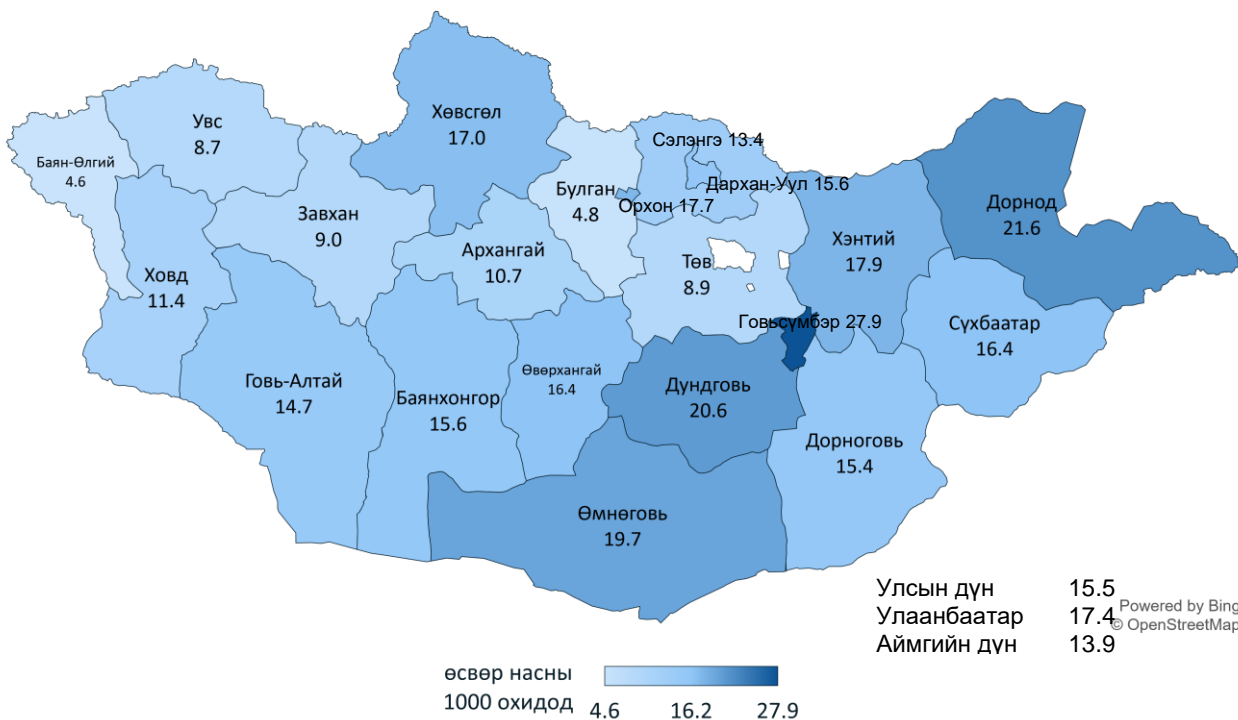 Хөвсгөл
17.0
Увс
8.7
Сэлэнгэ 13.4
Баян-Өлгий
4.6
Дархан-Уул 15.6
Булган
4.8
Орхон 17.7
Дорнод
21.6
Завхан
9.0
Хэнтий
17.9
Архангай
10.7
Төв
8.9
Ховд
11.4
Говьсүмбэр 27.9
Сүхбаатар
16.4
Говь-Алтай
14.7
Баянхонгор
15.6
Өвөрхангай
16.4
Дундговь
20.6
Дорноговь
15.4
Өмнөговь
19.7
Улсын дүн 15.5
Улаанбаатар 17.4
Аймгийн дүн 13.9
Powered by Bing
© OpenStreetMap
өсвөр насны
1000 охидод
4.6 16.2 27.9